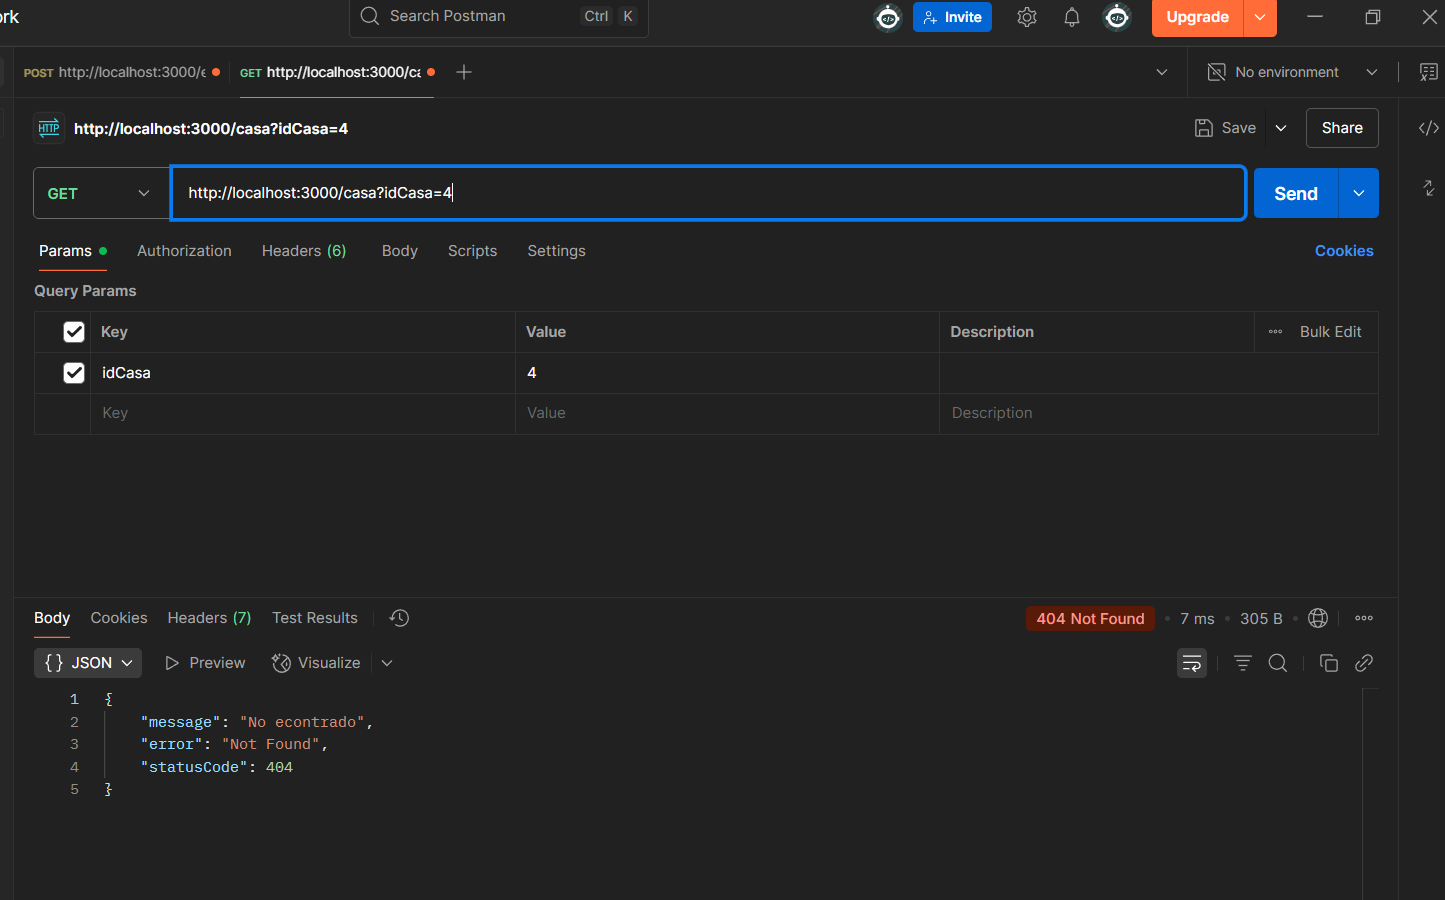 ork
Search Postman Ctrl K
Invite
Upgrade
POST http://localhost:3000/e
GET http://localhost:3000/ca
No environment
HTTP http://localhost:3000/casa?idCasa=4
Save
Share
GET
http://localhost:3000/casa?idCasa=4
Send
Params Authorization Headers (6) Body Scripts Settings Cookies
Query Params
Key Value Description Bulk Edit
idCasa 4
Key Value Description
Body Cookies Headers (7) Test Results 404 Not Found 7 ms 305 B
{} JSON Preview Visualize
1 {
2 "message": "No econtrado",
3 "error": "Not Found",
4 "statusCode": 404
5 }